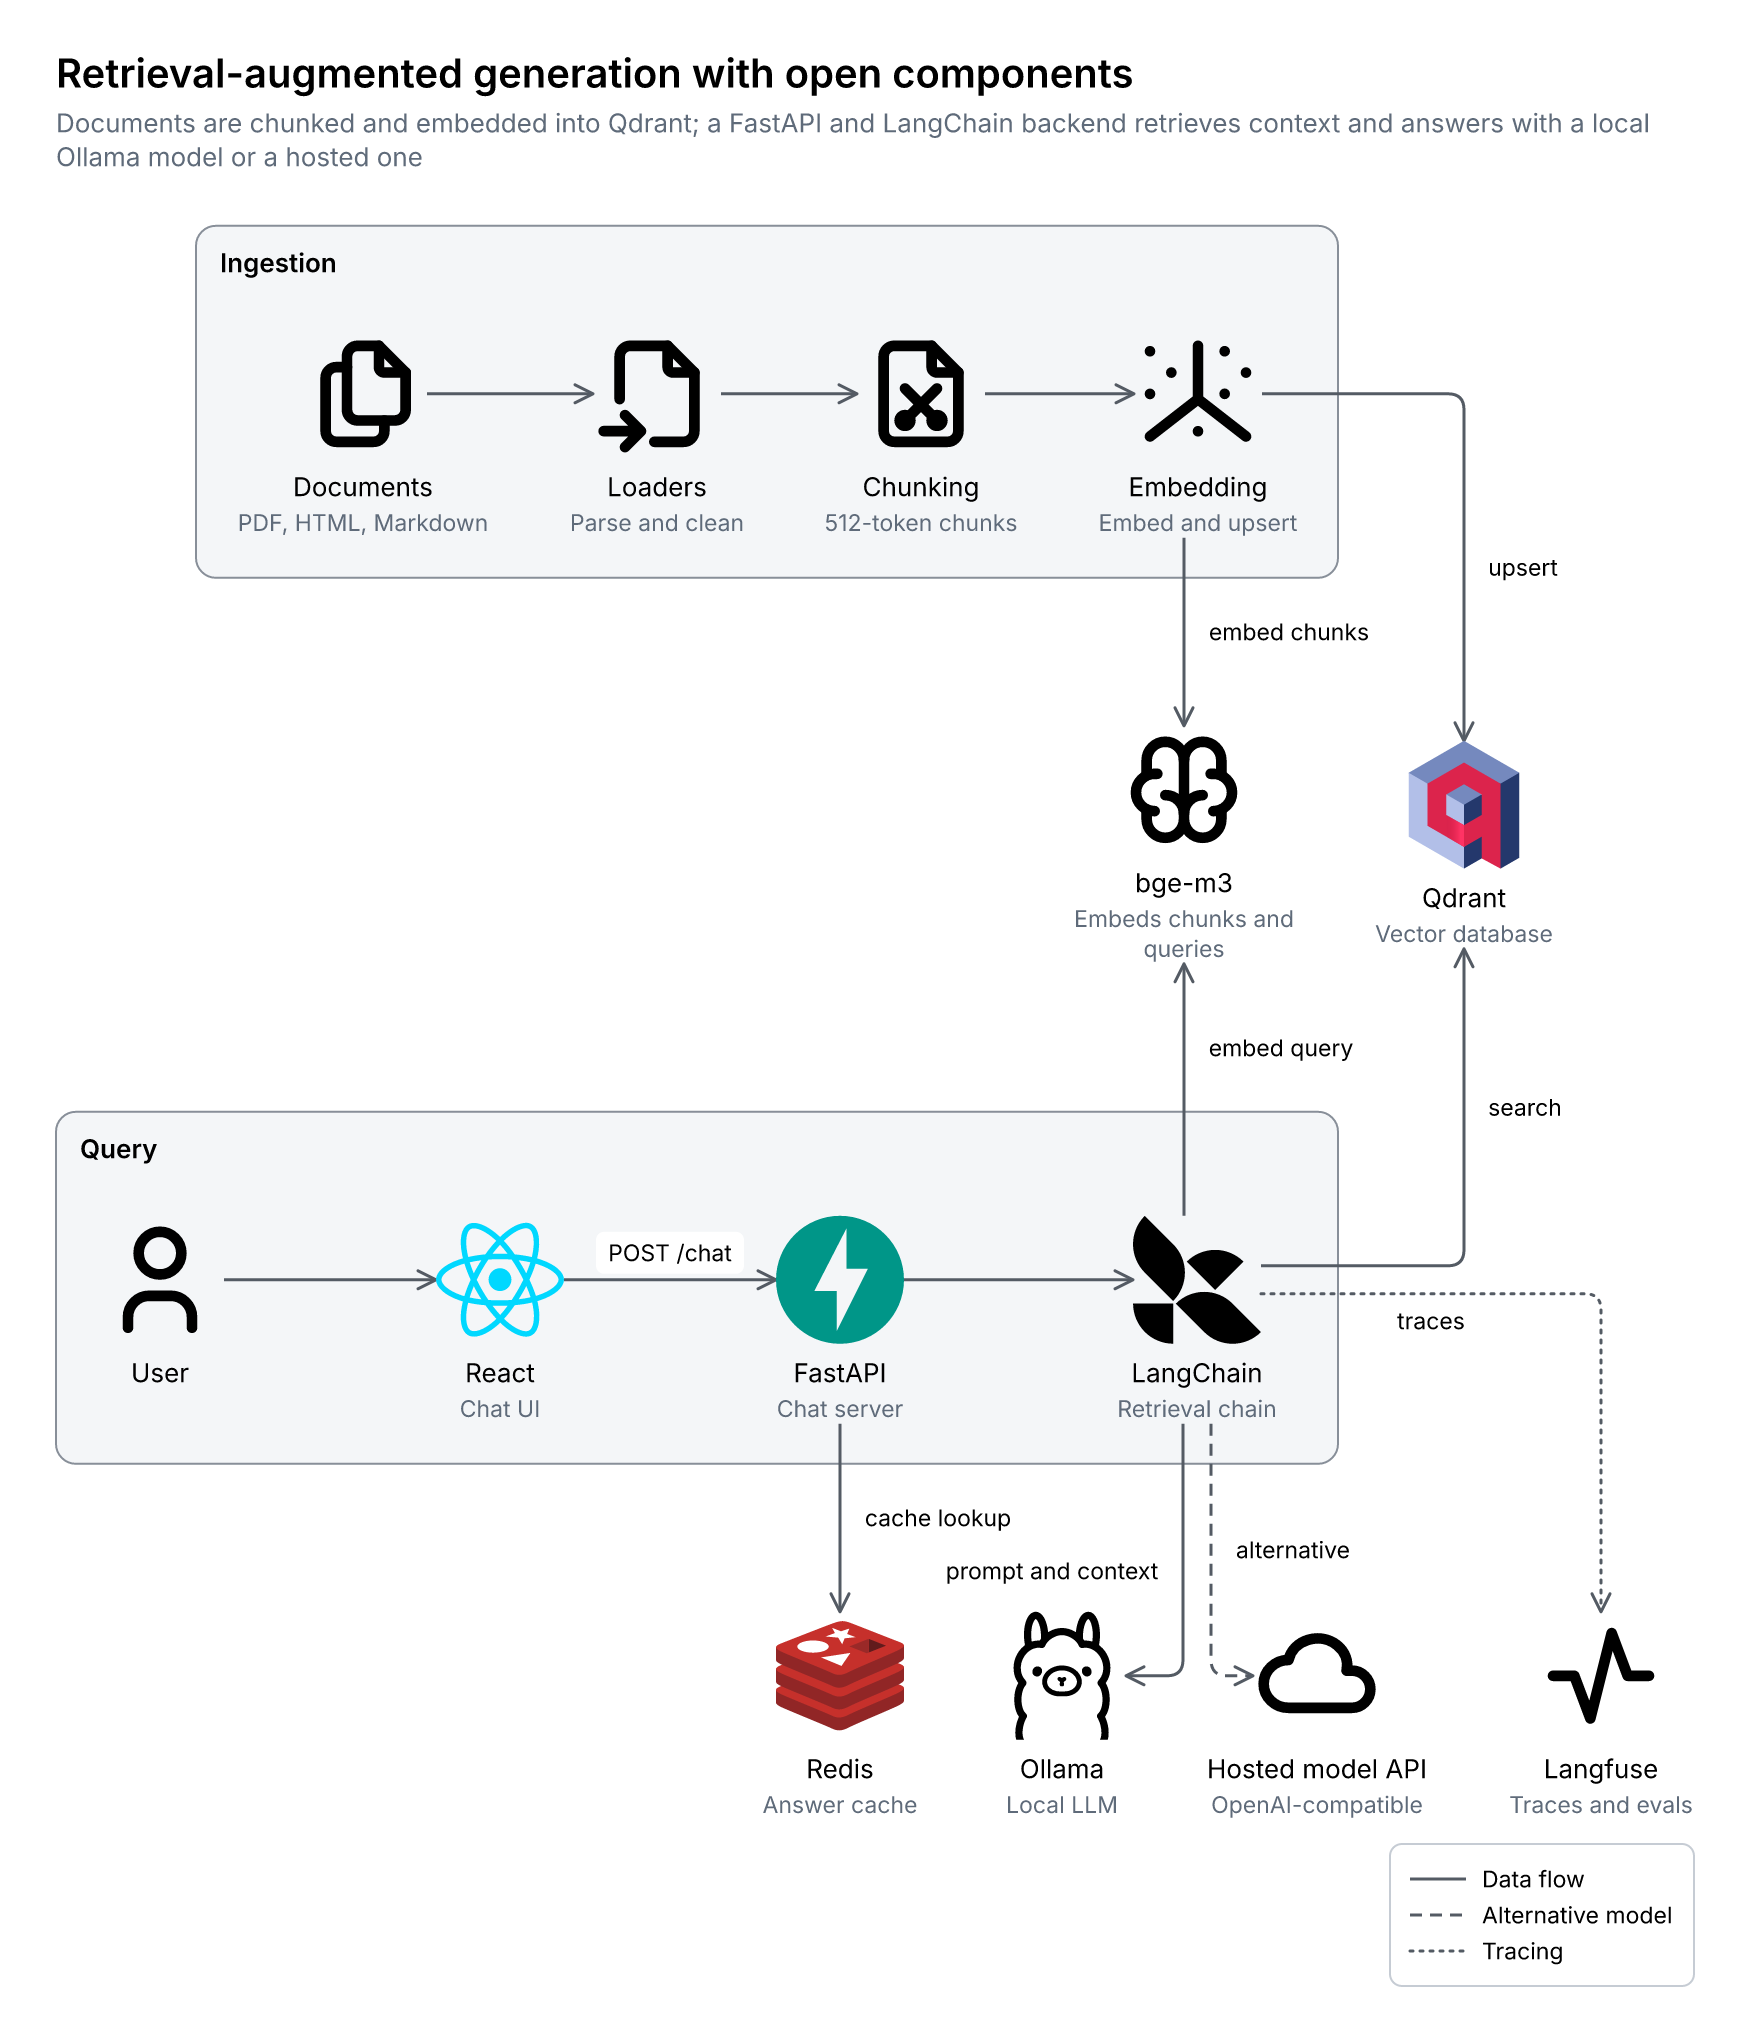 Retrieval-augmented generation with open components
Documents are chunked and embedded into Qdrant; a FastAPI and LangChain backend retrieves context and answers with a local
Ollama model or a hosted one
Ingestion
Documents
PDF, HTML, Markdown
Loaders
Parse and clean
Chunking
512-token chunks
Embedding
Embed and upsert
upsert
embed chunks
bge-m3
Embeds chunks and
queries
Qdrant
Vector database
embed query
search
Query
POST /chat
traces
User
React
Chat UI
FastAPI
Chat server
LangChain
Retrieval chain
cache lookup
alternative
prompt and context
Redis
Answer cache
Ollama
Local LLM
Hosted model API
OpenAI-compatible
Langfuse
Traces and evals
Data flow
Alternative model
Tracing